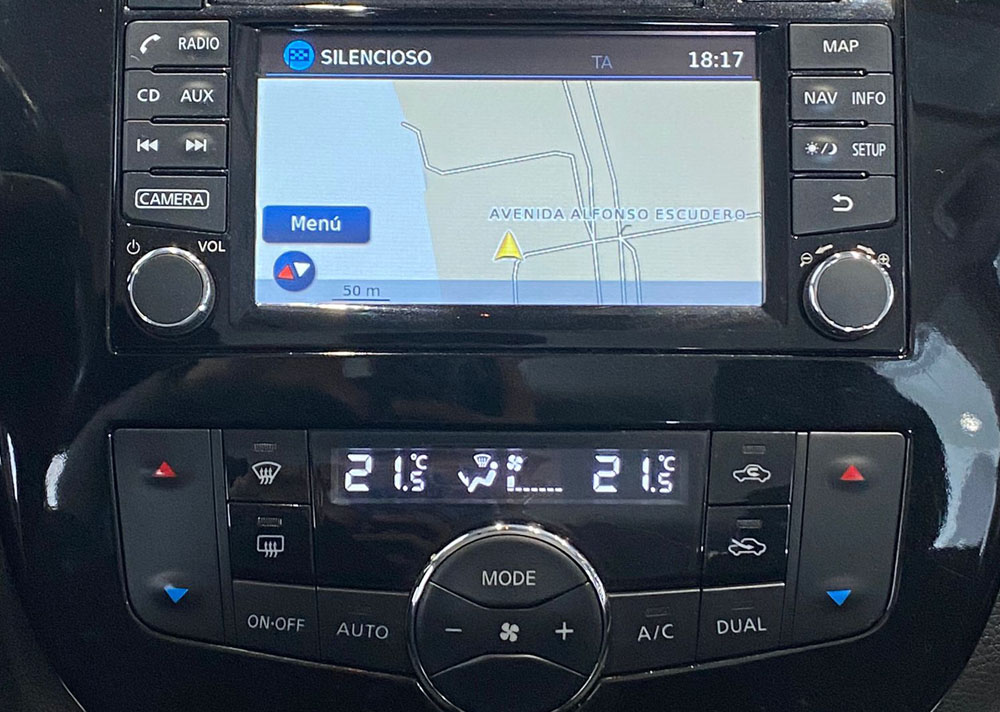 RADIO
SILENCIOSO TA 18:17
MAP
CD AUX
NAV INFO
SETUP
CAMERA
AVENIDA ALFONSO ESCUDERO
Menú
VOL
50 m
21.5°C 21.5°C
MODE
ON·OFF AUTO − + A/C DUAL